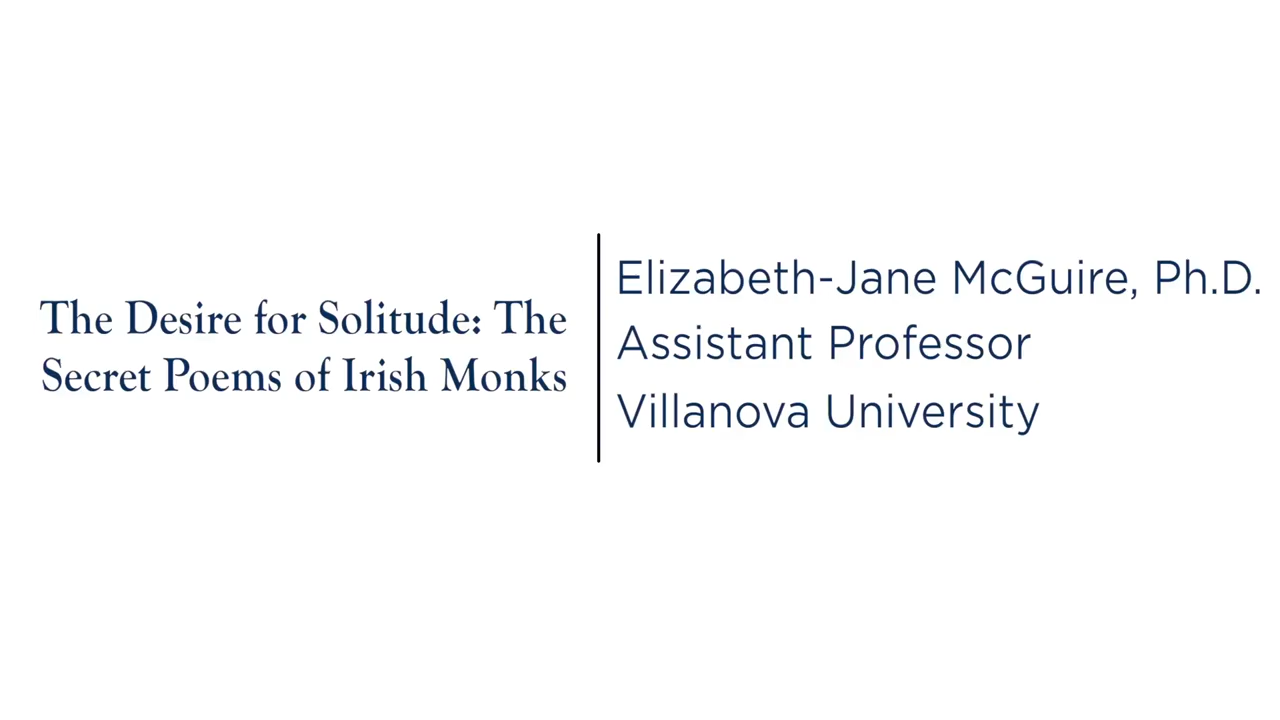 The Desire for Solitude: The
Secret Poems of Irish Monks
Elizabeth-Jane McGuire, Ph.D.
Assistant Professor
Villanova University